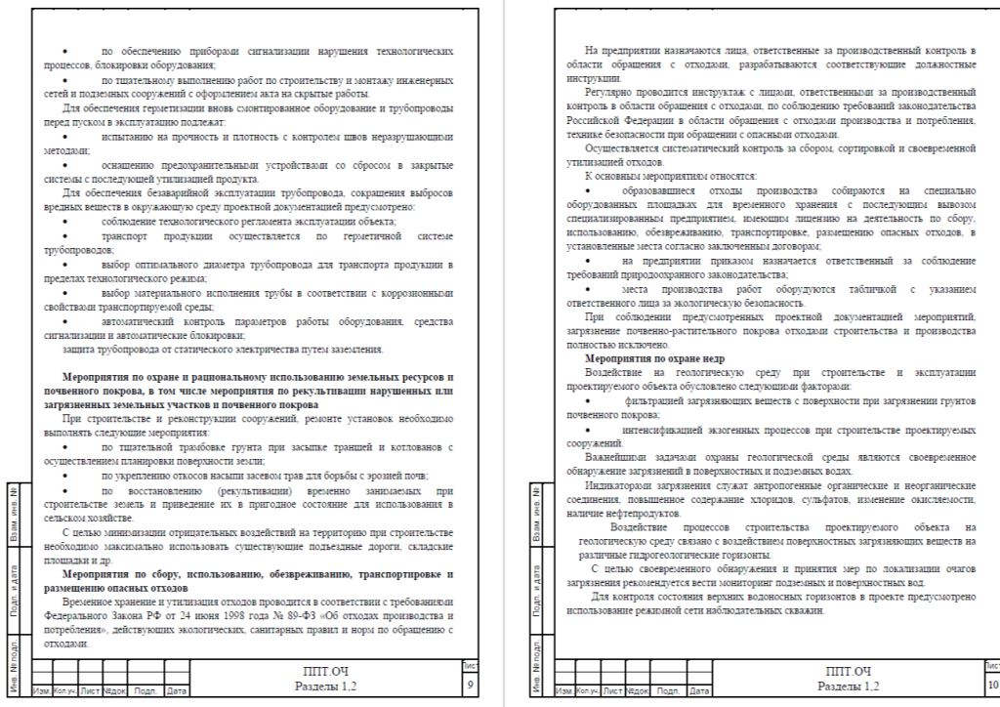 • по обеспечению приборами сигнализации нарушения технологических
процессов, блокировки оборудования;
• по тщательному выполнению работ по строительству и монтажу инженерных
сетей и подземных сооружений с оформлением акта на скрытые работы.
Для обеспечения герметизации вновь смонтированное оборудование и трубопроводы
перед пуском в эксплуатацию подлежат:
• испытанию на прочность и плотность с контролем швов неразрушающими
методами;
• оснащению предохранительными устройствами со сбросом в закрытые
системы с последующей утилизацией продукта.
Для обеспечения безаварийной эксплуатации трубопровода, сокращения выбросов
вредных веществ в окружающую среду проектной документацией предусмотрено:
• соблюдение технологического регламента эксплуатации объекта;
• транспорт продукции осуществляется по герметичной системе
трубопроводов;
• выбор оптимального диаметра трубопровода для транспорта продукции в
пределах технологического режима;
• выбор материального исполнения трубы в соответствии с коррозионными
свойствами транспортируемой среды;
• автоматический контроль параметров работы оборудования, средства
сигнализации и автоматические блокировки;
защита трубопровода от статического электричества путем заземления.
Мероприятия по охране и рациональному использованию земельных ресурсов и
почвенного покрова, в том числе мероприятия по рекультивации нарушенных или
загрязненных земельных участков и почвенного покрова
При строительстве и реконструкции сооружений, ремонте установок необходимо
выполнять следующие мероприятия:
• по тщательной трамбовке грунта при засыпке траншей и котлованов с
осуществлением планировки поверхности земли;
• по укреплению откосов насыпи засевом трав для борьбы с эрозией почв;
• по восстановлению (рекультивации) временно занимаемых при
строительстве земель и приведение их в пригодное состояние для использования в
сельском хозяйстве.
С целью минимизации отрицательных воздействий на территорию при строительстве
необходимо максимально использовать существующие подъездные дороги, складские
площадки и др.
Мероприятия по сбору, использованию, обезвреживанию, транспортировке и
размещению опасных отходов
Временное хранение и утилизация отходов проводится в соответствии с требованиями
Федерального Закона РФ от 24 июня 1998 года № 89-ФЗ «Об отходах производства и
потребления», действующих экологических, санитарных правил и норм по обращению с
отходами.
Взам. инв. №
Подп. и дата
Инв. № подл.
Изм. Кол.уч. Лист №док Подп. Дата
ППТ.ОЧ
Разделы 1,2
Лист
9
На предприятии назначаются лица, ответственные за производственный контроль в
области обращения с отходами, разрабатываются соответствующие должностные
инструкции.
Регулярно проводится инструктаж с лицами, ответственными за производственный
контроль в области обращения с отходами, по соблюдению требований законодательства
Российской Федерации в области обращения с отходами производства и потребления,
технике безопасности при обращении с опасными отходами.
Осуществляется систематический контроль за сбором, сортировкой и своевременной
утилизацией отходов.
К основным мероприятиям относятся:
• образовавшиеся отходы производства собираются на специально
оборудованных площадках для временного хранения с последующим вывозом
специализированным предприятием, имеющим лицензию на деятельность по сбору,
использованию, обезвреживанию, транспортировке, размещению опасных отходов, в
установленные места согласно заключенным договорам;
• на предприятии приказом назначается ответственный за соблюдение
требований природоохранного законодательства;
• места производства работ оборудуются табличкой с указанием
ответственного лица за экологическую безопасность.
При соблюдении предусмотренных проектной документацией мероприятий,
загрязнение почвенно-растительного покрова отходами строительства и производства
полностью исключено.
Мероприятия по охране недр
Воздействие на геологическую среду при строительстве и эксплуатации
проектируемого объекта обусловлено следующими факторами:
• фильтрацией загрязняющих веществ с поверхности при загрязнении грунтов
почвенного покрова;
• интенсификацией экзогенных процессов при строительстве проектируемых
сооружений.
Важнейшими задачами охраны геологической среды являются своевременное
обнаружение загрязнений в поверхностных и подземных водах.
Индикаторами загрязнения служат антропогенные органические и неорганические
соединения, повышенное содержание хлоридов, сульфатов, изменение окисляемости,
наличие нефтепродуктов.
Воздействие процессов строительства проектируемого объекта на
геологическую среду связано с воздействием поверхностных загрязняющих веществ на
различные гидрогеологические горизонты.
С целью своевременного обнаружения и принятия мер по локализации очагов
загрязнения рекомендуется вести мониторинг подземных и поверхностных вод.
Для контроля состояния верхних водоносных горизонтов в проекте предусмотрено
использование режимной сети наблюдательных скважин.
Взам. инв. №
Подп. и дата
Инв. № подл.
Изм. Кол.уч. Лист №док Подп. Дата
ППТ.ОЧ
Разделы 1,2
Лист
10